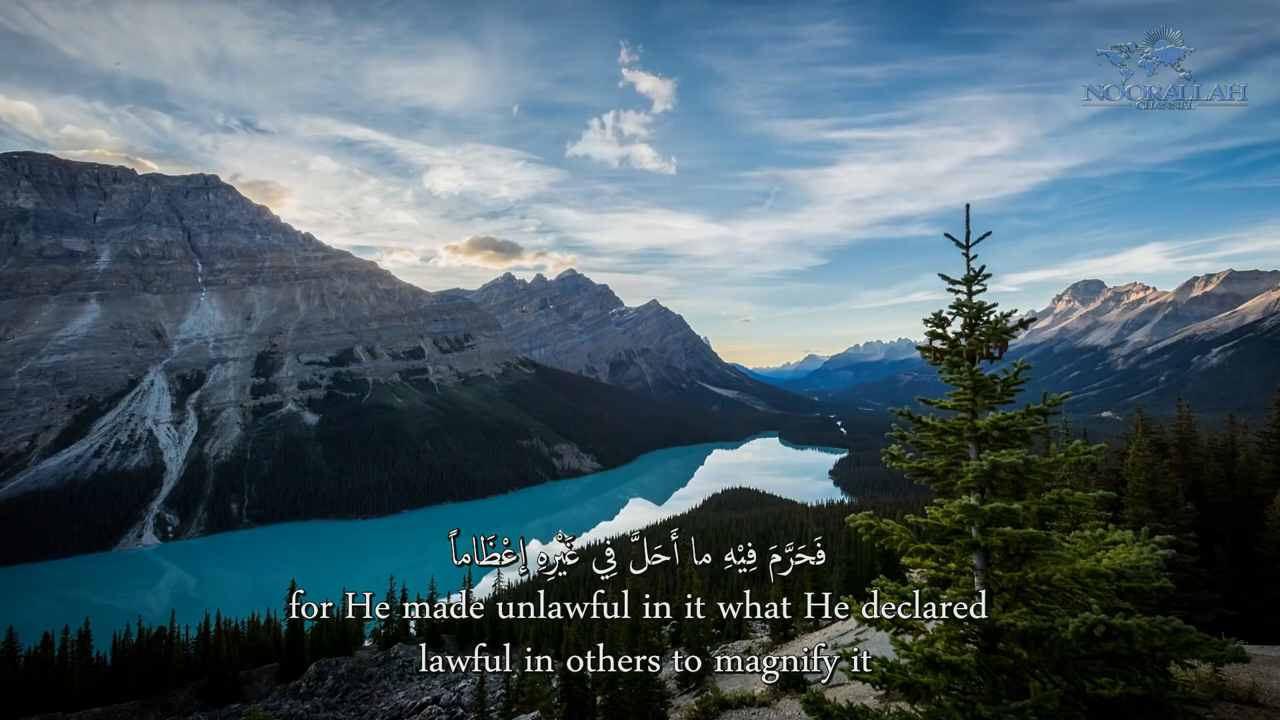 NOORALLAH
CHANNEL
فَحَرَّمَ فِيْهِ ما أَحَلَّ فِي غَيْرِهِ إعْظَاماً
for He made unlawful in it what He declared
lawful in others to magnify it